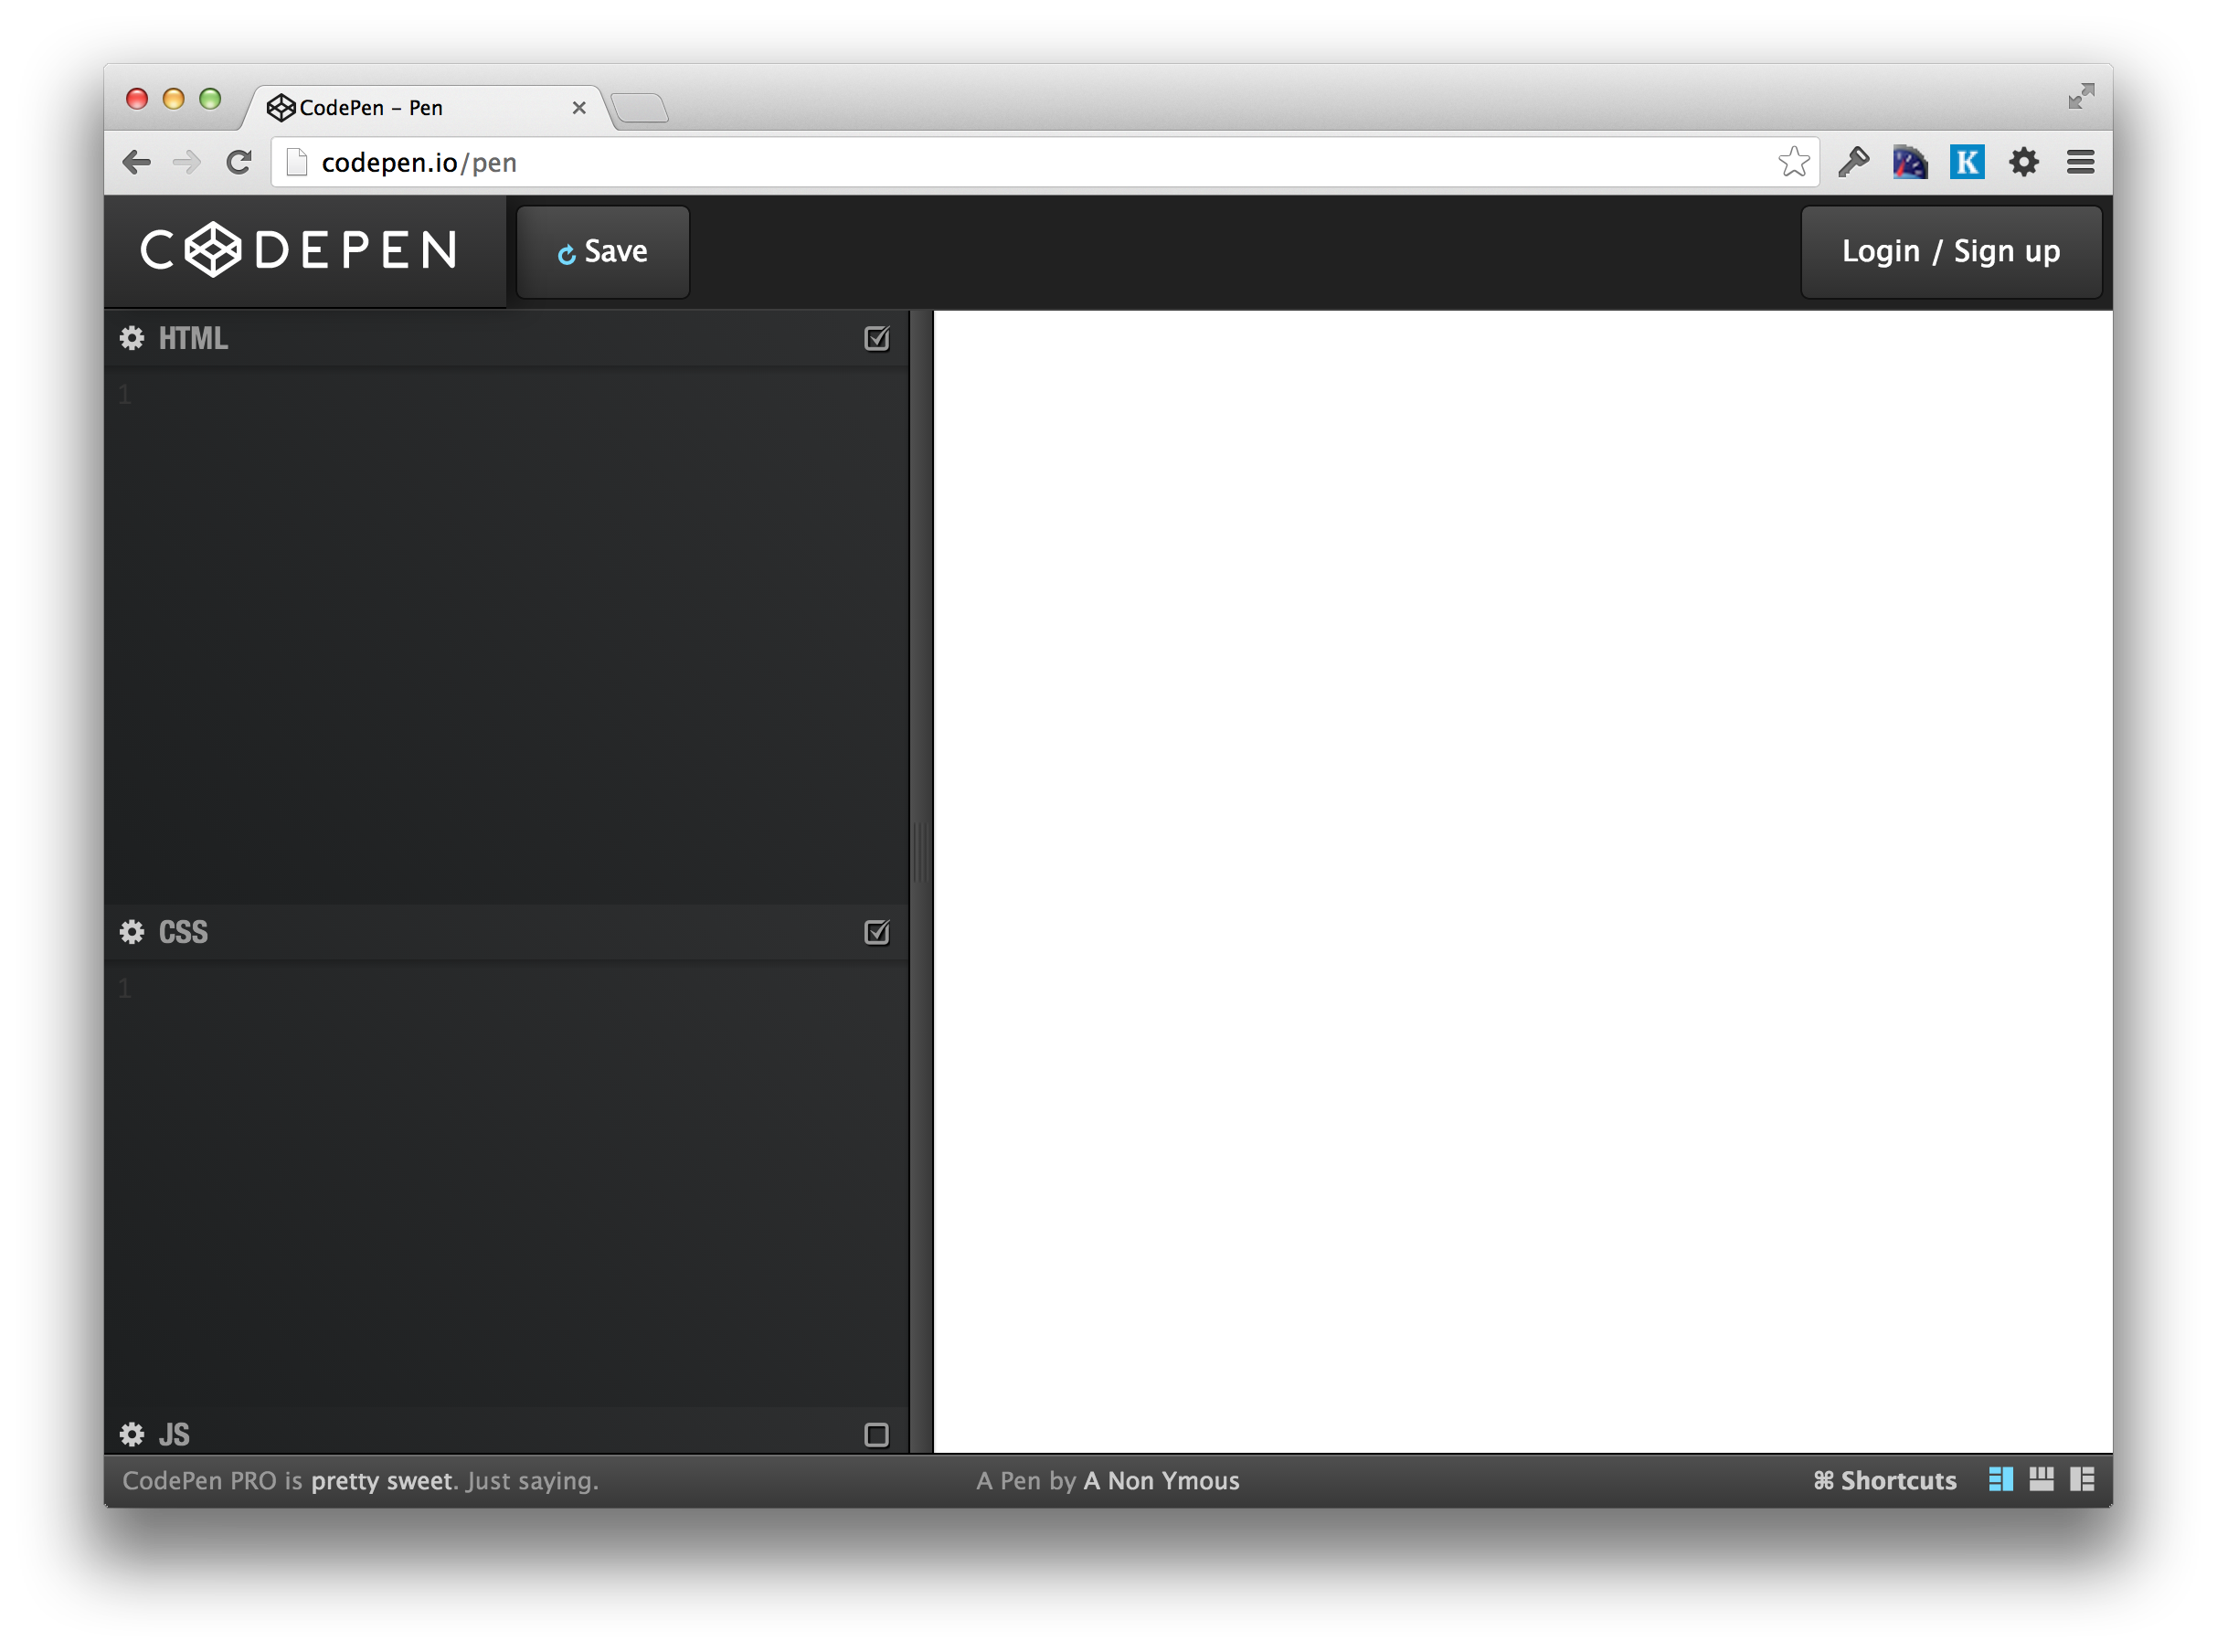 CodePen – Pen
codepen.io/pen
CODEPEN
Save
Login / Sign up
HTML
1
CSS
1
JS
CodePen PRO is pretty sweet. Just saying.
A Pen by A Non Ymous
⌘ Shortcuts
K